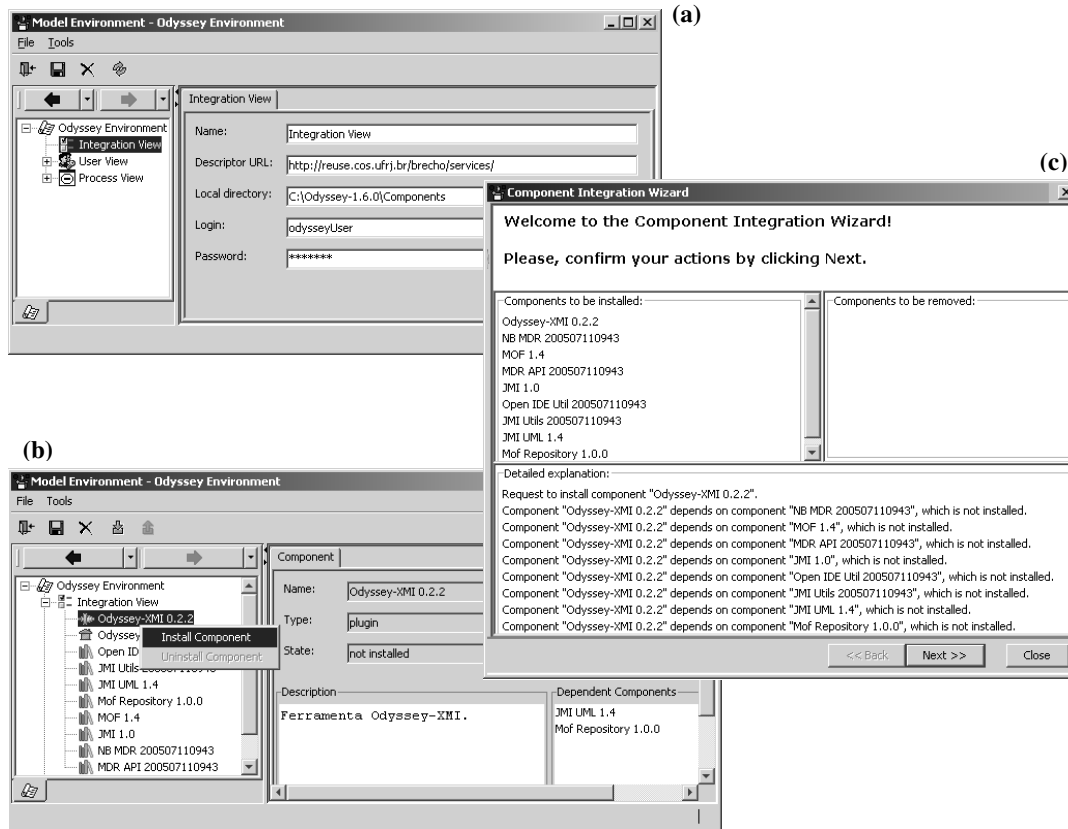 (a)
Model Environment - Odyssey Environment
File Tools
Odyssey Environment
Integration View
User View
Process View
Integration View
Name: Integration View
Descriptor URL: http://reuse.cos.ufrj.br/brecho/services/
Local directory: C:\Odyssey-1.6.0\Components
Login: odysseyUser
Password: *******
(c)
Component Integration Wizard
Welcome to the Component Integration Wizard!
Please, confirm your actions by clicking Next.
Components to be installed:
Odyssey-XMI 0.2.2
NB MDR 200507110943
MOF 1.4
MDR API 200507110943
JMI 1.0
Open IDE Util 200507110943
JMI Utils 200507110943
JMI UML 1.4
Mof Repository 1.0.0
Components to be removed:
Detailed explanation:
Request to install component "Odyssey-XMI 0.2.2".
Component "Odyssey-XMI 0.2.2" depends on component "NB MDR 200507110943", which is not installed.
Component "Odyssey-XMI 0.2.2" depends on component "MOF 1.4", which is not installed.
Component "Odyssey-XMI 0.2.2" depends on component "MDR API 200507110943", which is not installed.
Component "Odyssey-XMI 0.2.2" depends on component "JMI 1.0", which is not installed.
Component "Odyssey-XMI 0.2.2" depends on component "Open IDE Util 200507110943", which is not installed.
Component "Odyssey-XMI 0.2.2" depends on component "JMI Utils 200507110943", which is not installed.
Component "Odyssey-XMI 0.2.2" depends on component "JMI UML 1.4", which is not installed.
Component "Odyssey-XMI 0.2.2" depends on component "Mof Repository 1.0.0", which is not installed.
<< Back Next >> Close
(b)
Model Environment - Odyssey Environment
File Tools
Odyssey Environment
Integration View
Odyssey-XMI 0.2.2
Odyssey
Open ID
JMI Utils
JMI UML 1.4
Mof Repository 1.0.0
MOF 1.4
JMI 1.0
NB MDR 200507110943
MDR API 200507110943
Install Component
Uninstall Component
Component
Name: Odyssey-XMI 0.2.2
Type: plugin
State: not installed
Description
Ferramenta Odyssey-XMI.
Dependent Components
JMI UML 1.4
Mof Repository 1.0.0